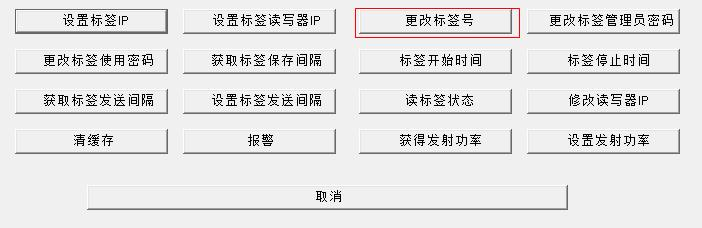 设置标签IP 设置标签读写器IP 更改标签号 更改标签管理员密码
更改标签使用密码 获取标签保存间隔 标签开始时间 标签停止时间
获取标签发送间隔 设置标签发送间隔 读标签状态 修改读写器IP
清缓存 报警 获得发射功率 设置发射功率
取消